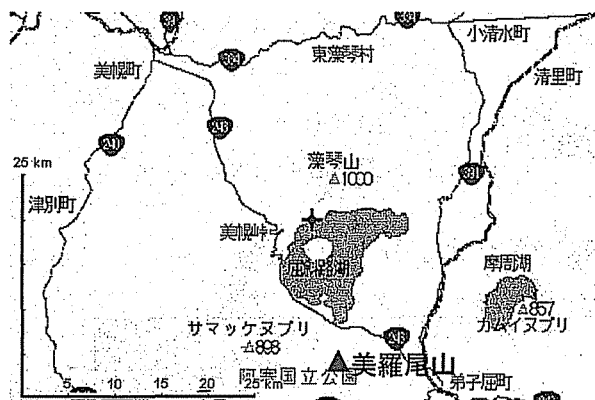 小清水町
東藻琴村
美幌町
清里町
243
25 km
藻琴山
1000
津別町
美幌峠
屈斜路湖
摩周湖
857
カムイヌプリ
サマッケヌプリ
898
美羅尾山
阿寒国立公園
弟子屈町
5 10 15 20 25 km